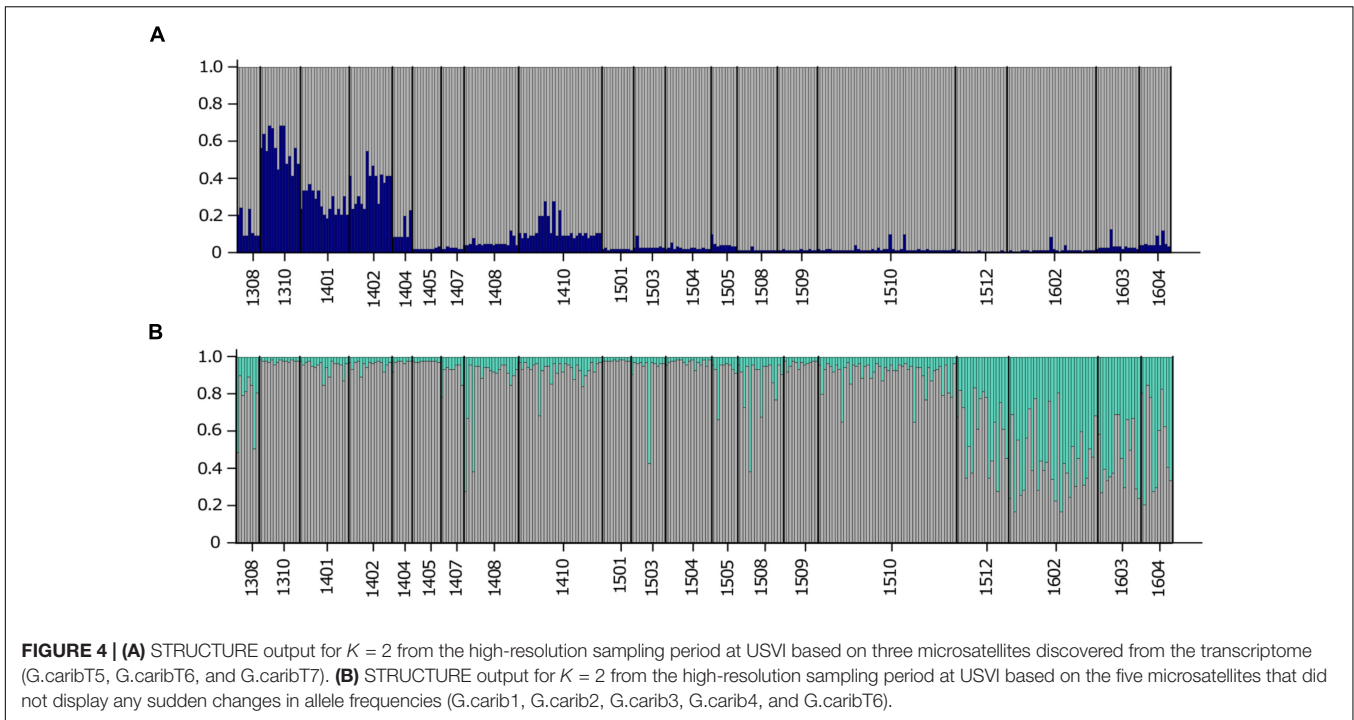 A
1.0
0.8
0.6
0.4
0.2
0
1308 1310 1401 1402 1404 1405 1407 1408 1410 1501 1503 1504 1505 1508 1509 1510 1512 1602 1603 1604
B
1.0
0.8
0.6
0.4
0.2
0
1308 1310 1401 1402 1404 1405 1407 1408 1410 1501 1503 1504 1505 1508 1509 1510 1512 1602 1603 1604
FIGURE 4 | (A) STRUCTURE output for K = 2 from the high-resolution sampling period at USVI based on three microsatellites discovered from the transcriptome
(G.caribT5, G.caribT6, and G.caribT7). (B) STRUCTURE output for K = 2 from the high-resolution sampling period at USVI based on the five microsatellites that did
not display any sudden changes in allele frequencies (G.carib1, G.carib2, G.carib3, G.carib4, and G.caribT6).